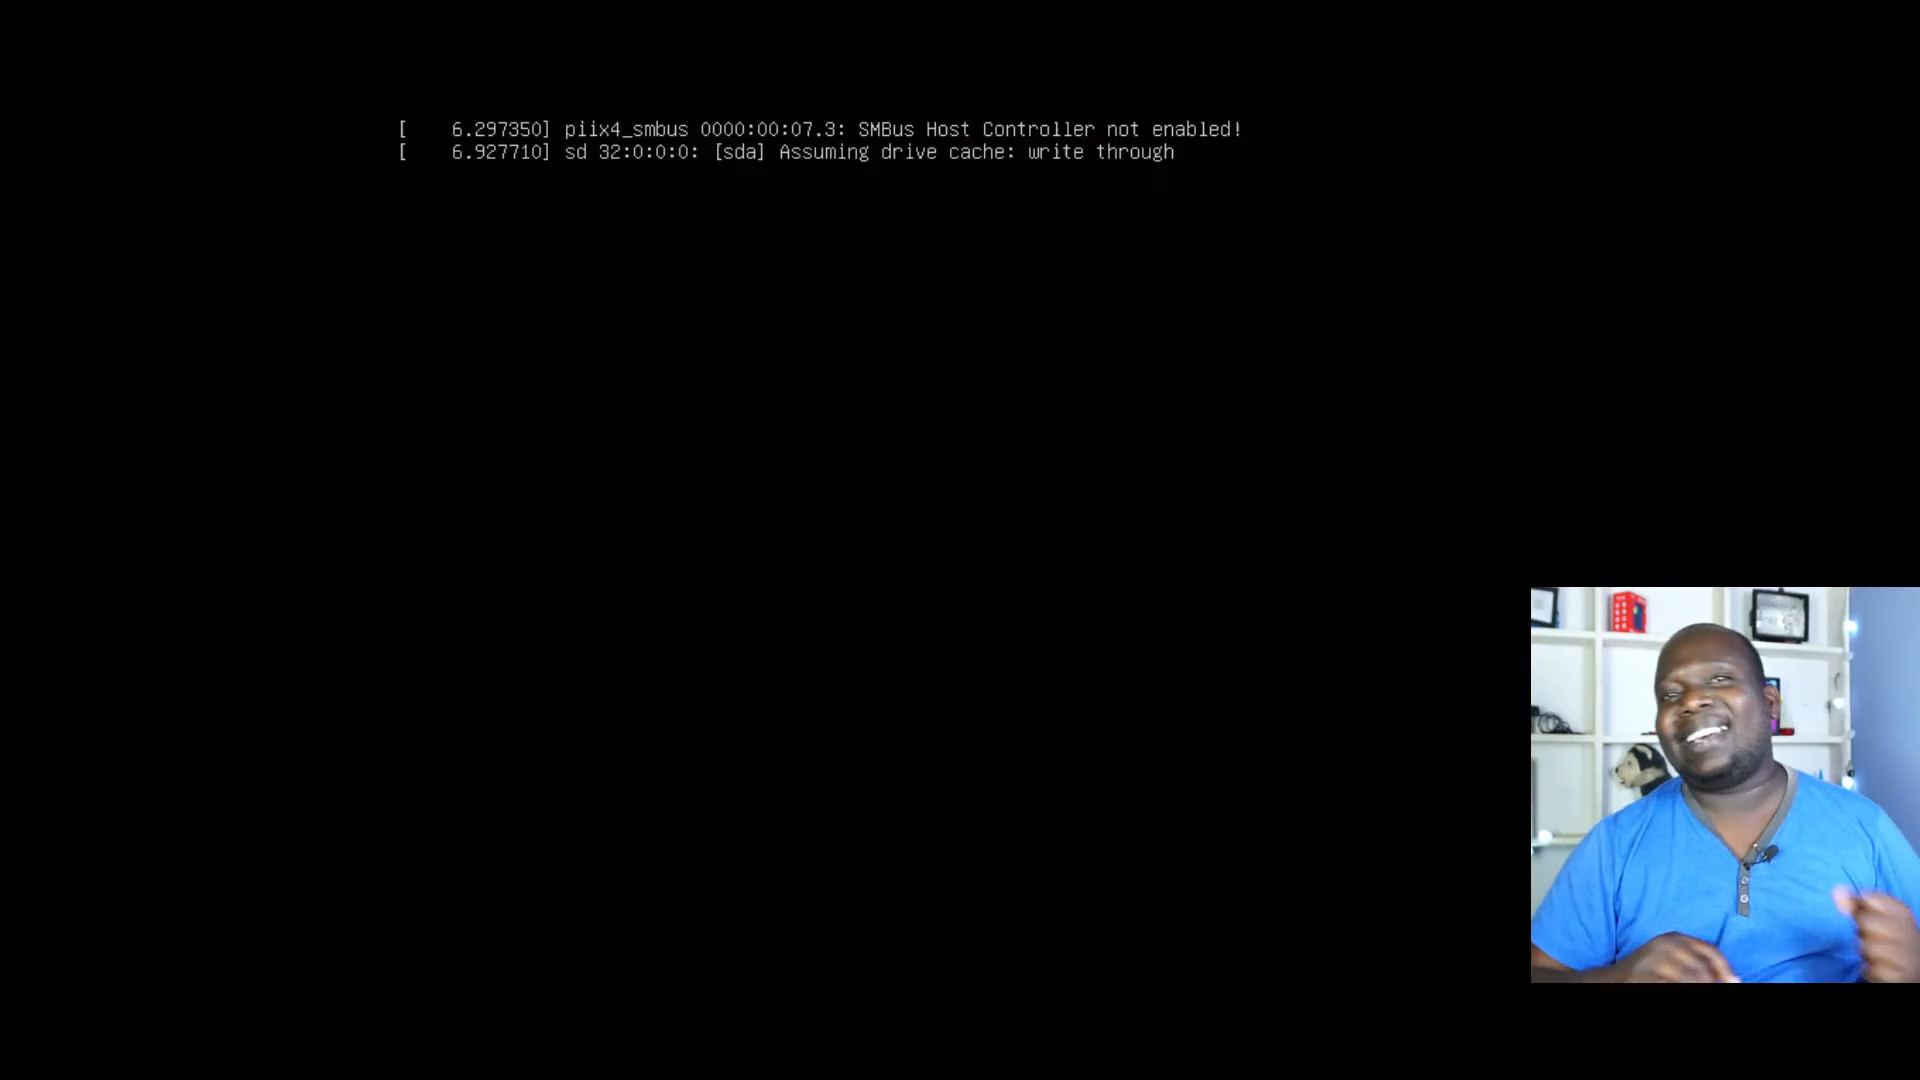 [    6.297350] piix4_smbus 0000:00:07.3: SMBus Host Controller not enabled!
[    6.927710] sd 32:0:0:0: [sda] Assuming drive cache: write through